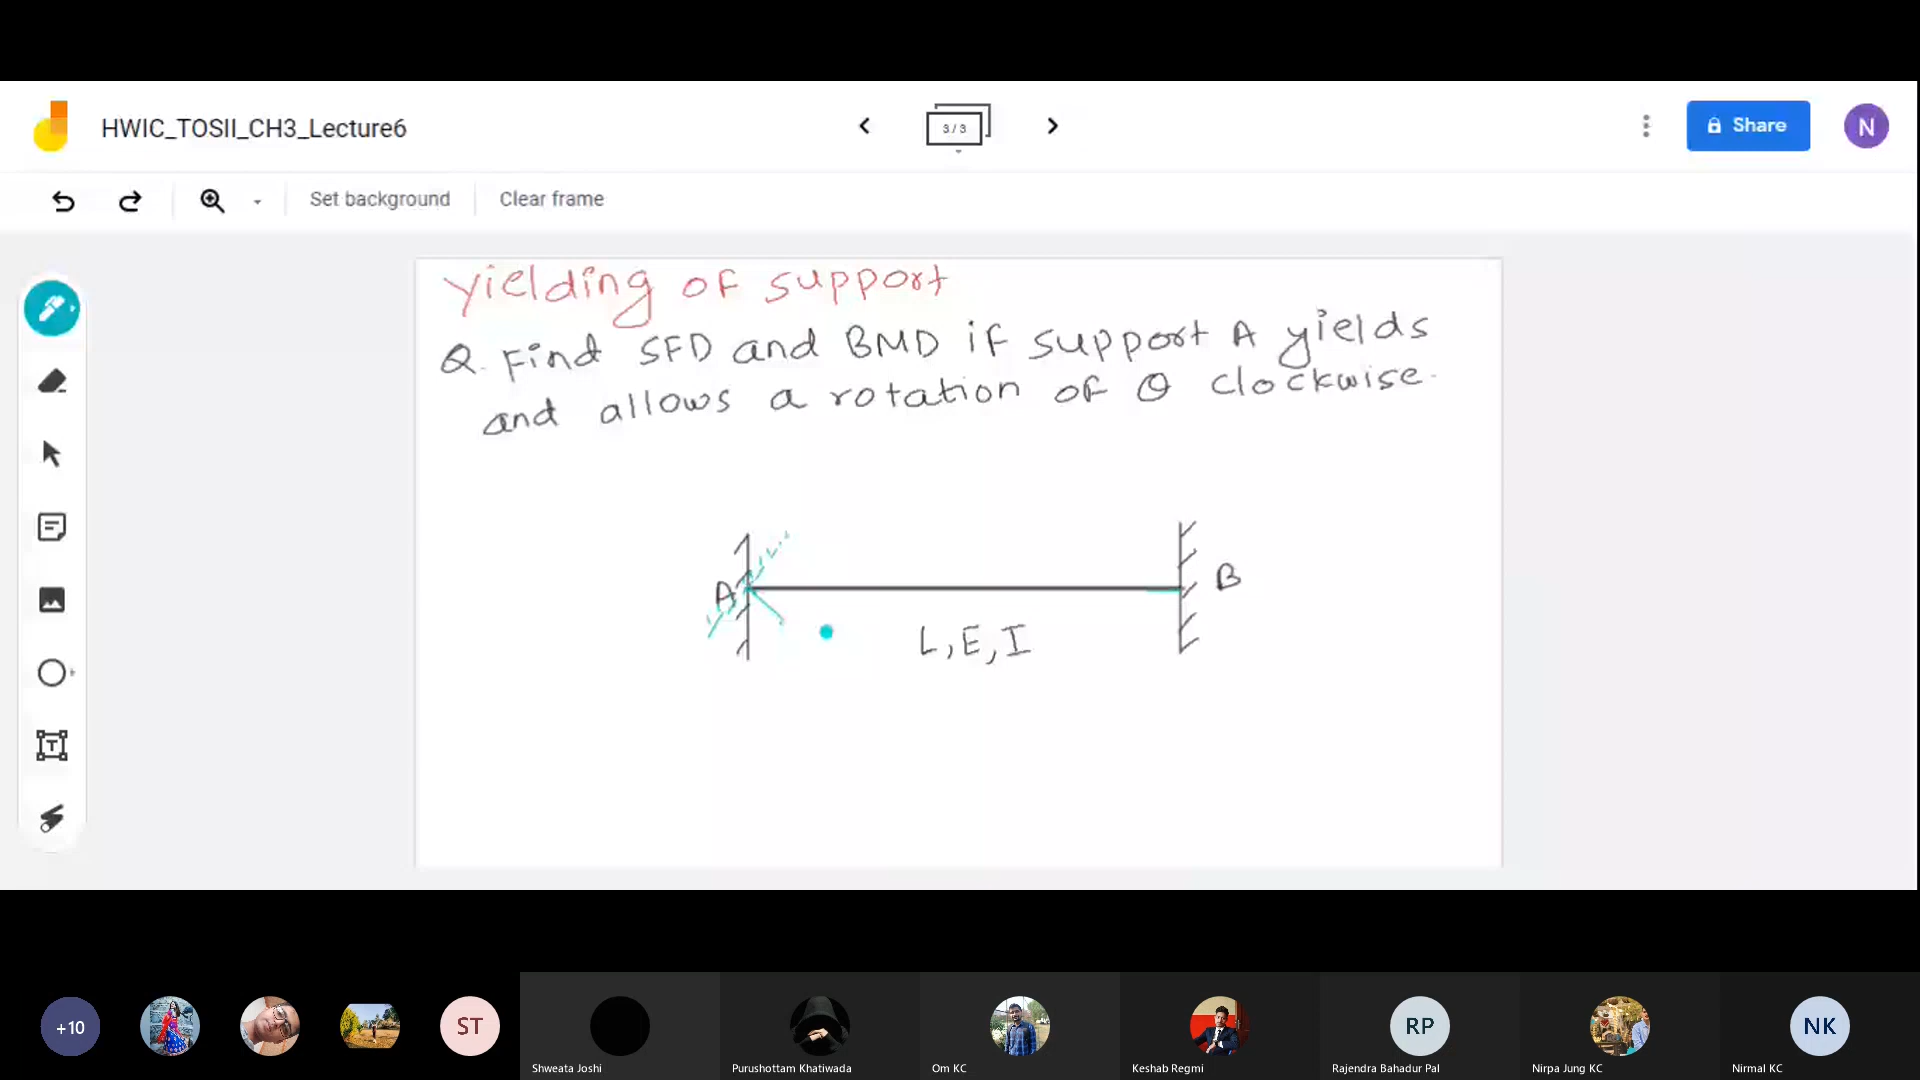 HWIC_TOSII_CH3_Lecture6
3 / 3
Share
N
Set background
Clear frame
Yielding of support
Q. Find SFD and BMD if support A yields
and allows a rotation of θ clockwise.
A
B
L, E, I
+10
ST
RP
NK
Shweata Joshi
Purushottam Khatiwada
Om KC
Keshab Regmi
Rajendra Bahadur Pal
Nirpa Jung KC
Nirmal KC